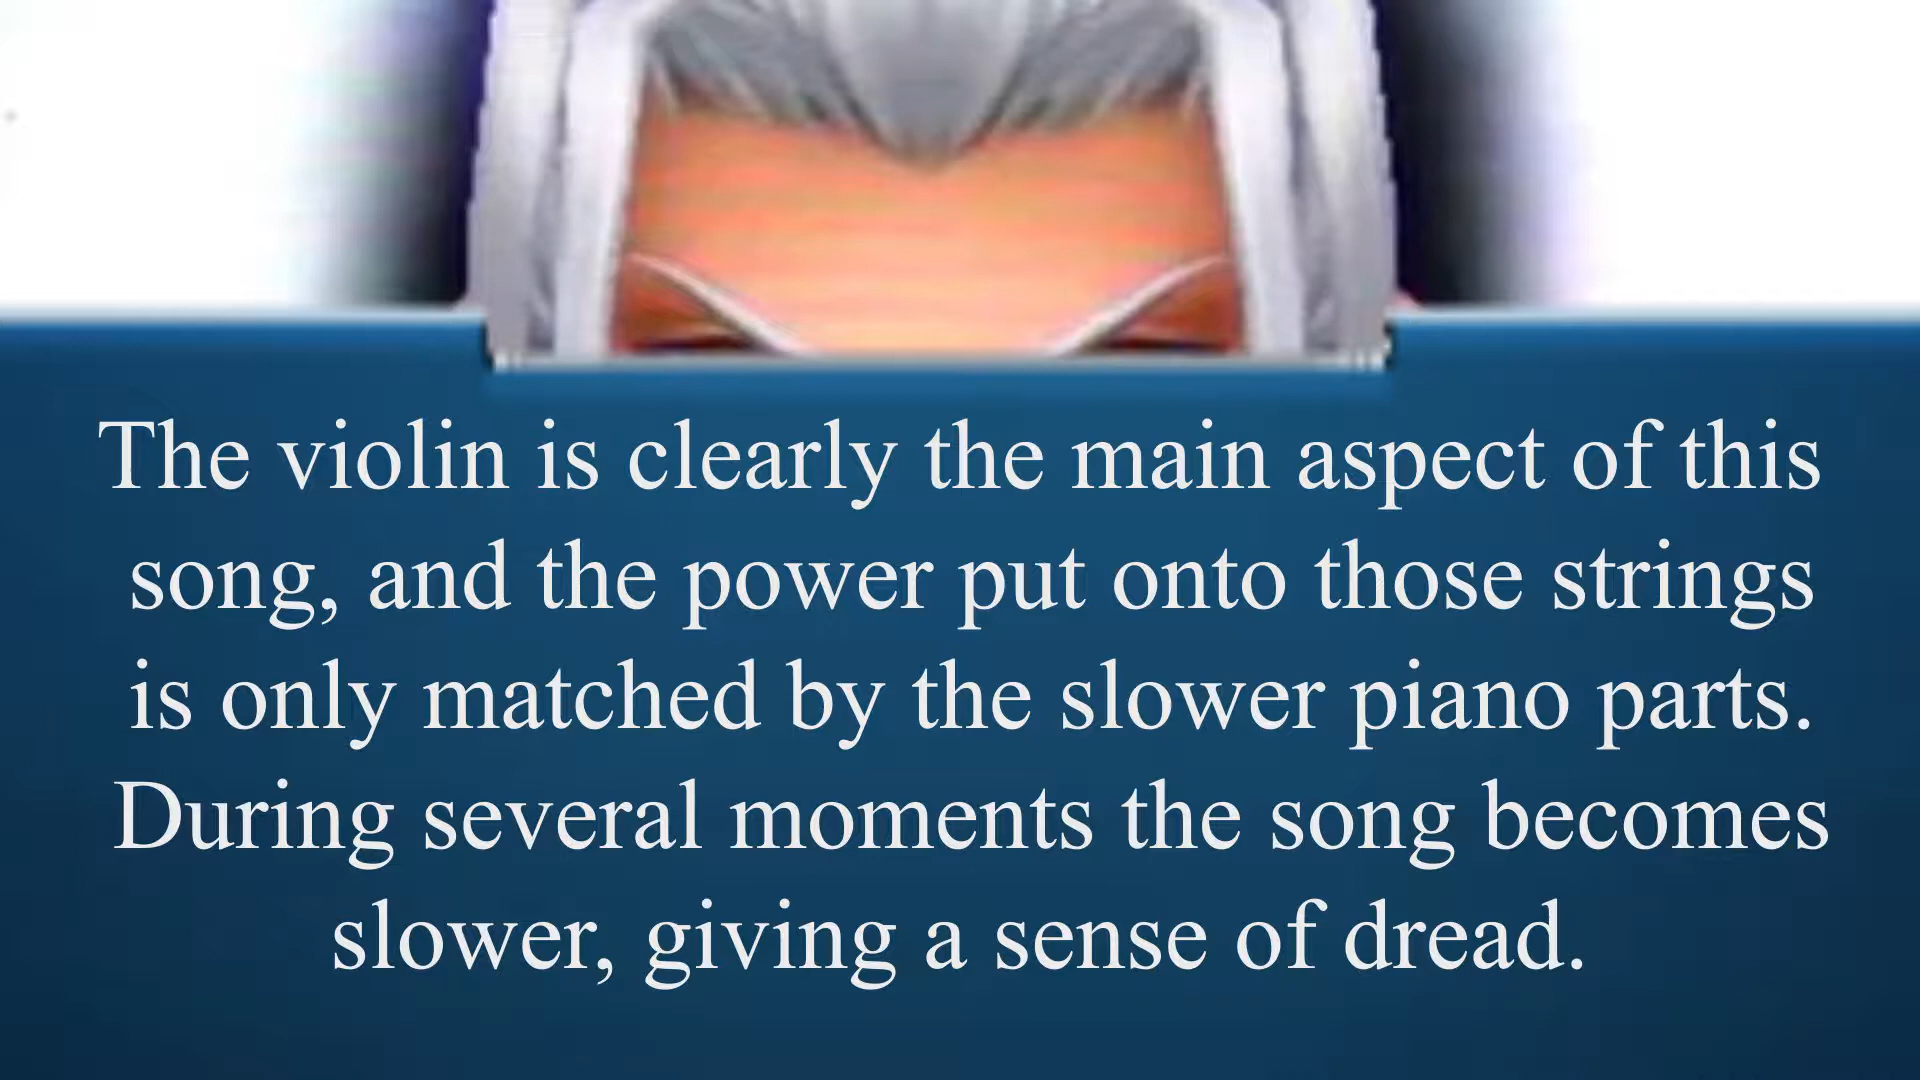 The violin is clearly the main aspect of this
song, and the power put onto those strings
is only matched by the slower piano parts.
During several moments the song becomes
slower, giving a sense of dread.